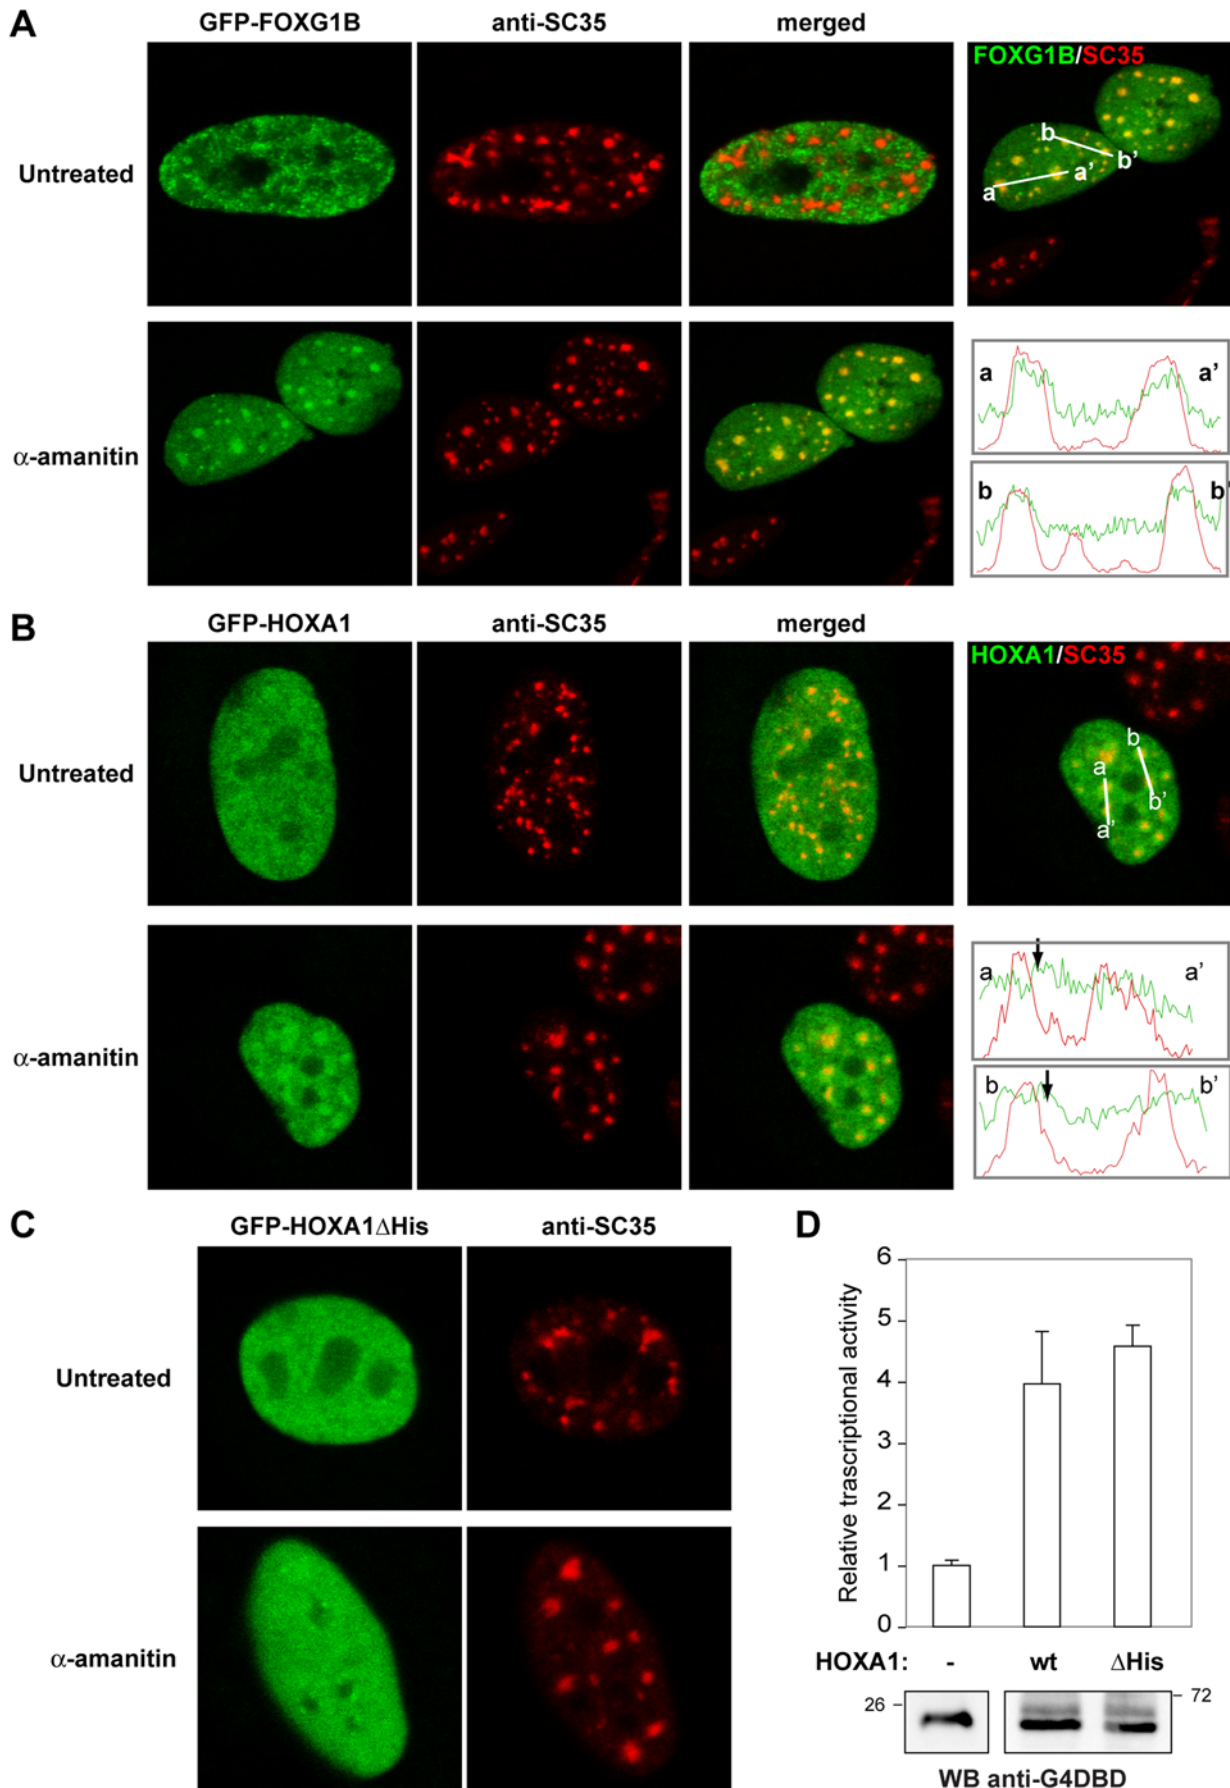 A
GFP-FOXG1B anti-SC35 merged
FOXG1B/SC35
Untreated
b
b'
a'
a
α-amanitin
a a'
b b'
B
GFP-HOXA1 anti-SC35 merged
HOXA1/SC35
Untreated
b
a
b'
a'
α-amanitin
a a'
b b'
C
GFP-HOXA1ΔHis anti-SC35
Untreated
α-amanitin
D
Relative trascriptional activity
6
5
4
3
2
1
0
HOXA1: - wt ΔHis
26 72
WB anti-G4DBD